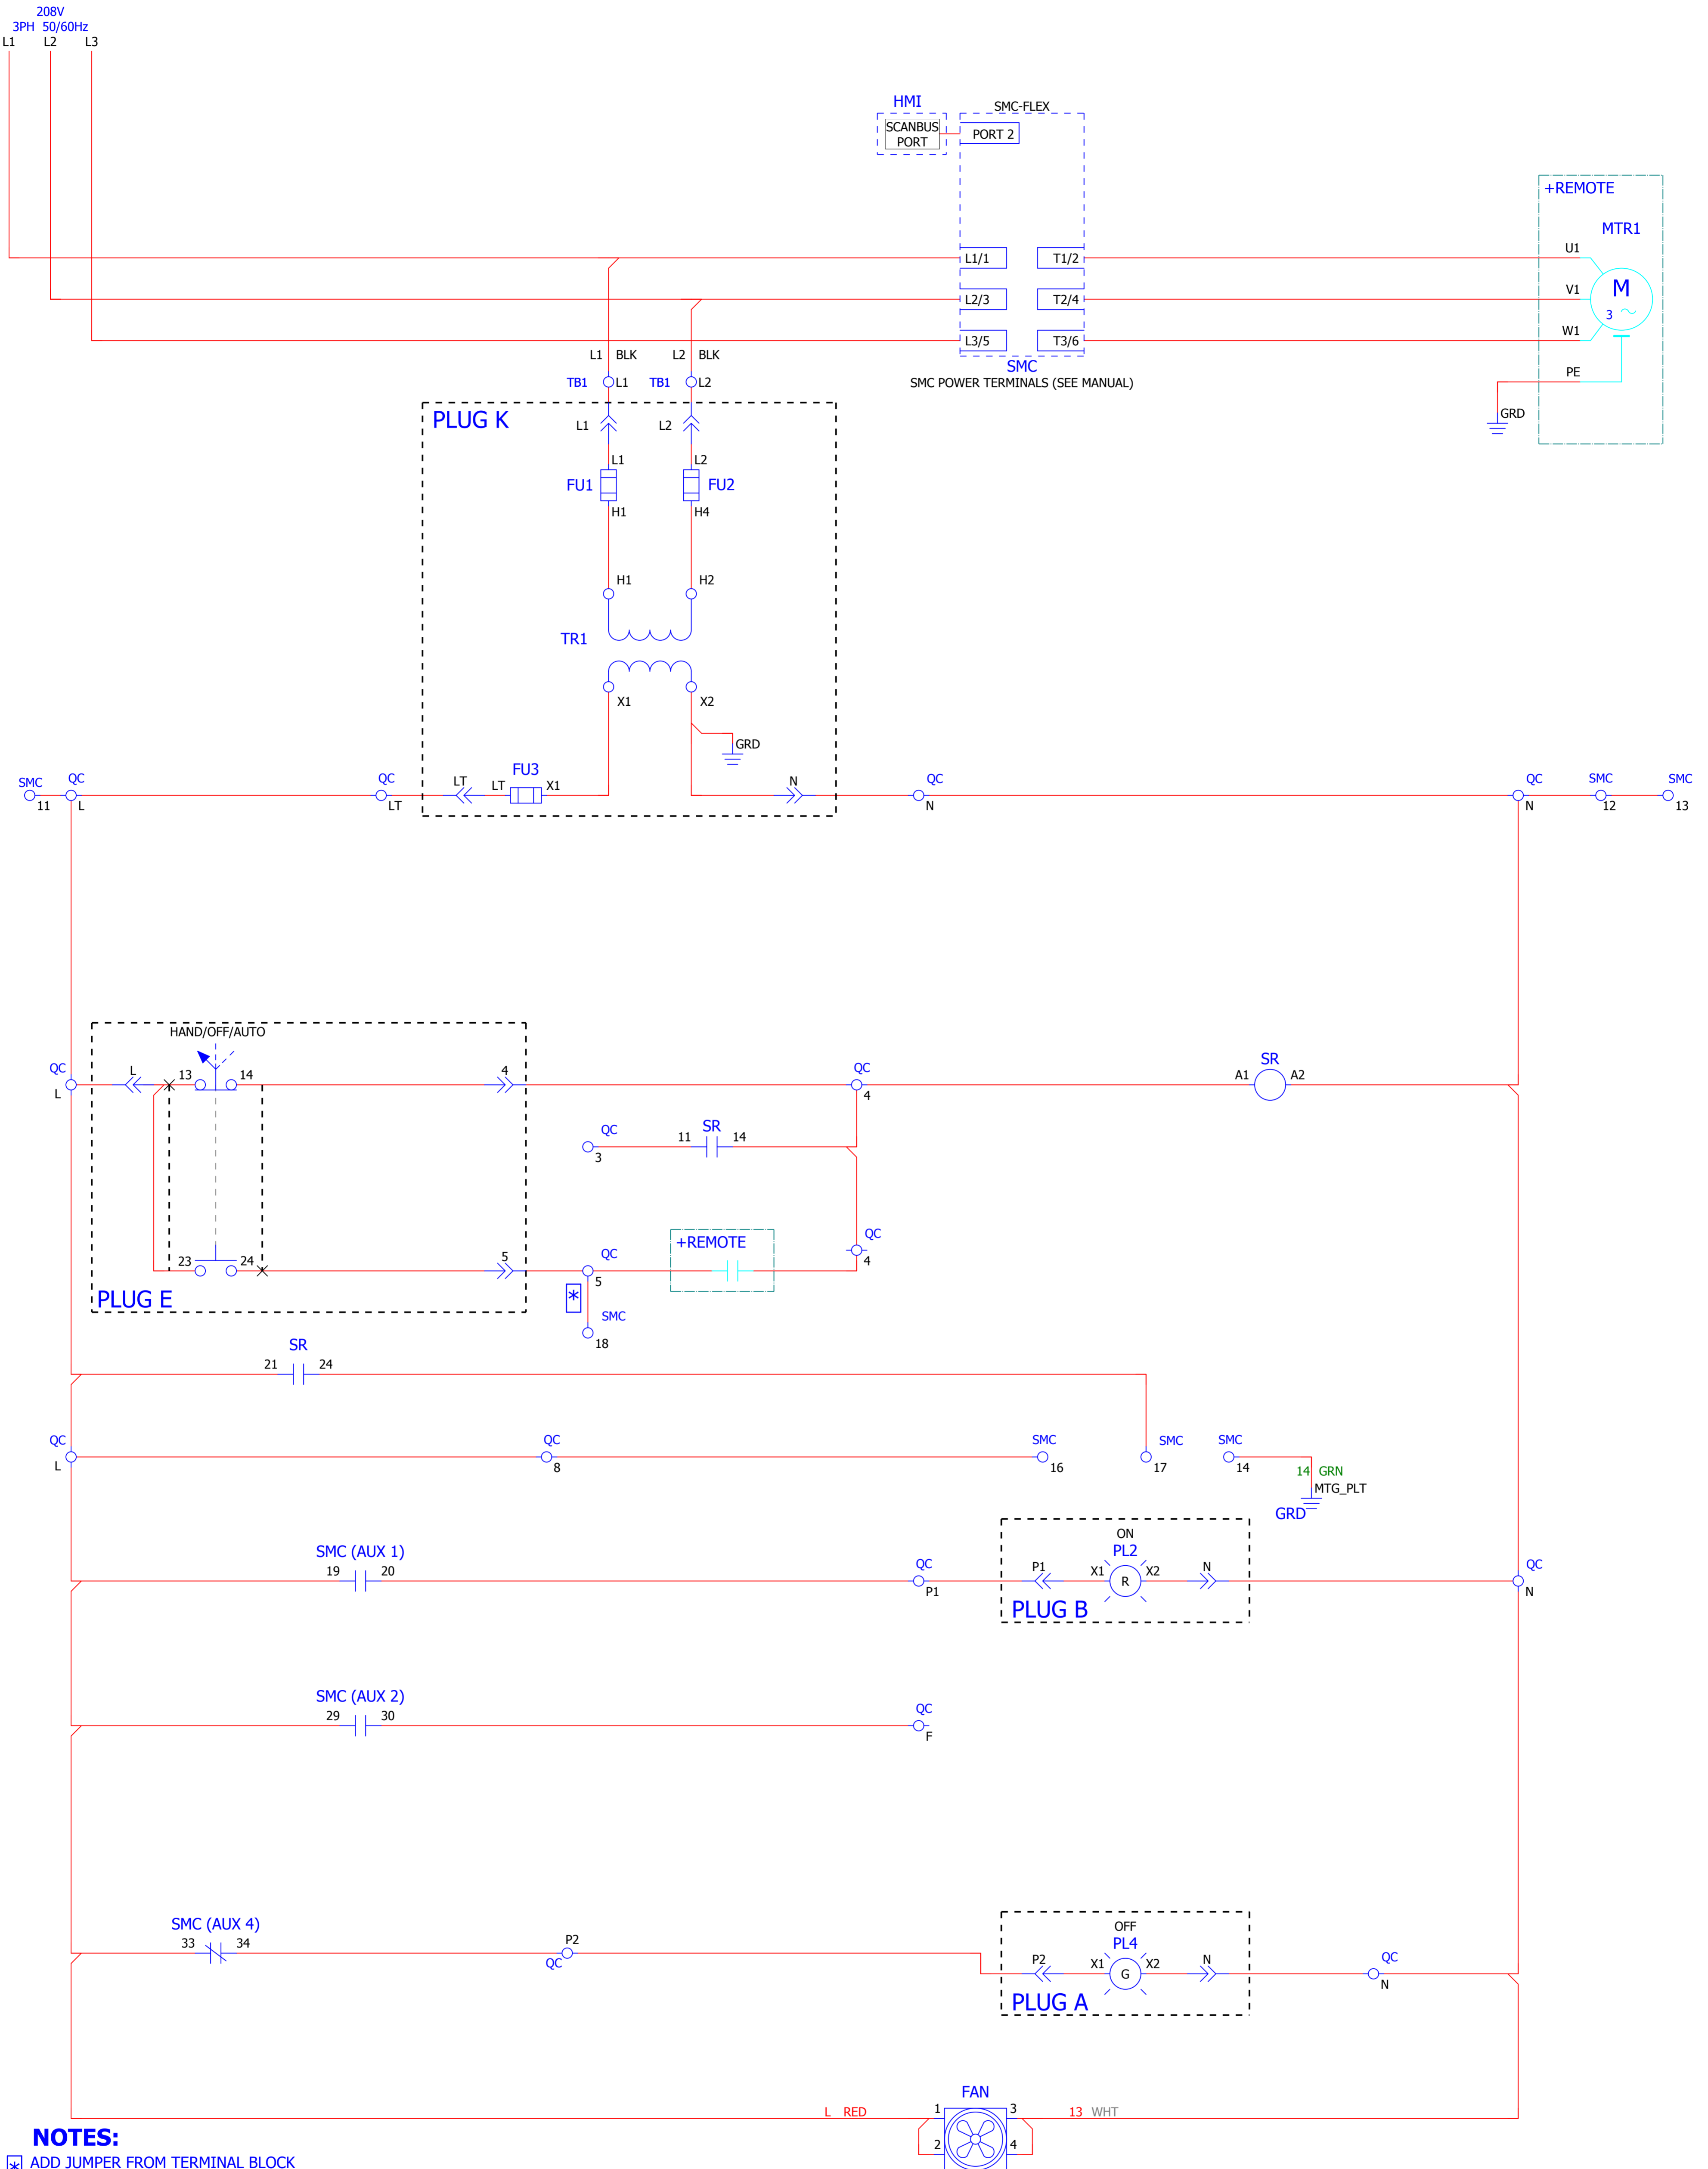 208V
3PH 50/60Hz
L1 L2 L3
HMI
SMC-FLEX
SCANBUS
PORT
PORT 2
+REMOTE
MTR1
L1/1 T1/2 U1
M
3
L2/3 T2/4 V1
L3/5 T3/6 W1
L1 BLK L2 BLK
SMC
SMC POWER TERMINALS (SEE MANUAL)
PE
TB1 L1 TB1 L2
GRD
PLUG K
L1 L2
L1 L2
FU1 FU2
H1 H4
H1 H2
TR1
X1 X2
GRD
FU3
SMC QC QC LT LT X1 N QC QC SMC SMC
11 L LT N N 12 13
HAND/OFF/AUTO
QC L 13 14 4 QC SR
A1 A2
L 4
QC 11 SR 14
3
+REMOTE
QC
23 24 5 QC 4
5
PLUG E
*
SMC
18
SR
21 24
QC QC SMC SMC SMC
L 8 16 17 14
14 GRN
MTG_PLT
GRD
ON
SMC (AUX 1) PL2
19 20 QC P1 X1 R X2 N QC
P1 N
PLUG B
SMC (AUX 2)
29 30 QC
F
SMC (AUX 4) OFF
33 34 P2 PL4
QC
P2 X1 G X2 N QC
N
PLUG A
FAN
L RED 1 3 13 WHT
2 4
NOTES:
* ADD JUMPER FROM TERMINAL BLOCK